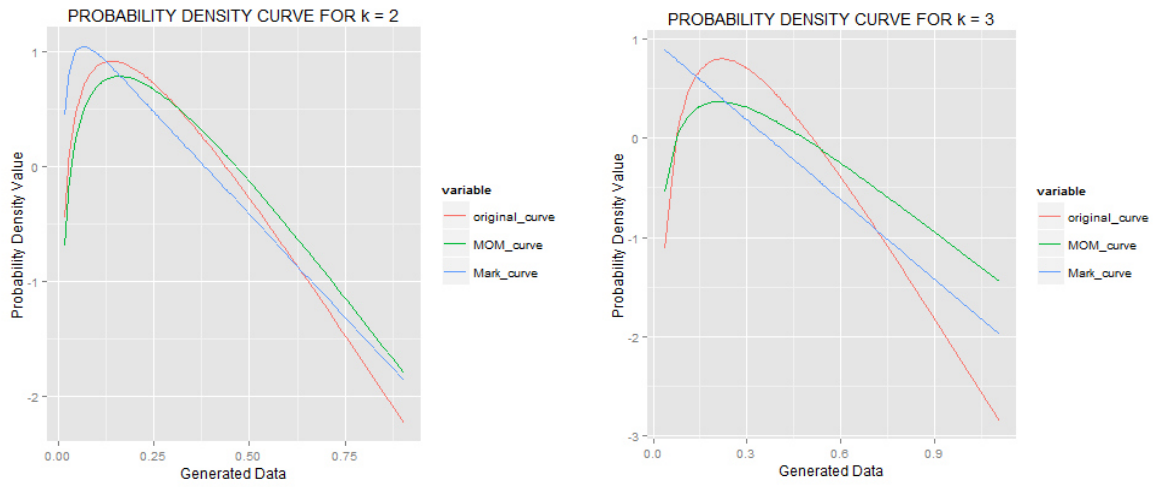 PROBABILITY DENSITY CURVE FOR k = 2
Probability Density Value
1
0
-1
-2
0.00
0.25
0.50
0.75
Generated Data
variable
original_curve
MOM_curve
Mark_curve
PROBABILITY DENSITY CURVE FOR k = 3
Probability Density Value
1
0
-1
-2
-3
0.0
0.3
0.6
0.9
Generated Data
variable
original_curve
MOM_curve
Mark_curve